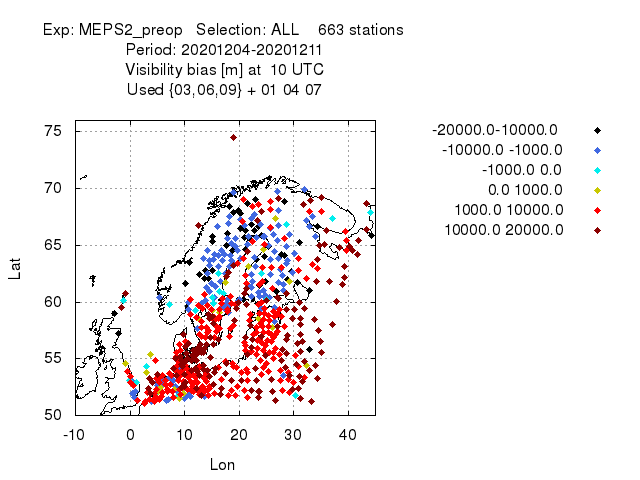 Exp: MEPS2_preop   Selection: ALL    663 stations
Period: 20201204-20201211
Visibility bias [m] at  10 UTC
Used {03,06,09} + 01 04 07
-20000.0-10000.0
-10000.0 -1000.0
-1000.0 0.0
0.0 1000.0
1000.0 10000.0
10000.0 20000.0
75
70
65
60
55
50
Lat
-10 0 10 20 30 40
Lon